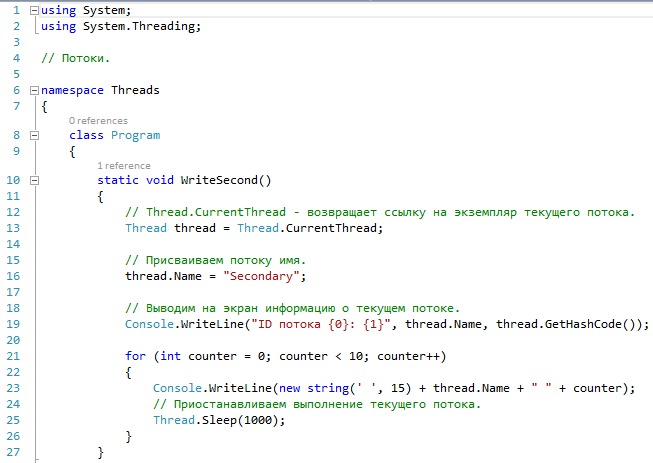 1 using System;
2 using System.Threading;
3
4 // Потоки.
5
6 namespace Threads
7 {
0 references
8 class Program
9 {
1 reference
10 static void WriteSecond()
11 {
12 // Thread.CurrentThread - возвращает ссылку на экземпляр текущего потока.
13 Thread thread = Thread.CurrentThread;
14
15 // Присваиваем потоку имя.
16 thread.Name = "Secondary";
17
18 // Выводим на экран информацию о текущем потоке.
19 Console.WriteLine("ID потока {0}: {1}", thread.Name, thread.GetHashCode());
20
21 for (int counter = 0; counter < 10; counter++)
22 {
23 Console.WriteLine(new string(' ', 15) + thread.Name + " " + counter);
24 // Приостанавливаем выполнение текущего потока.
25 Thread.Sleep(1000);
26 }
27 }